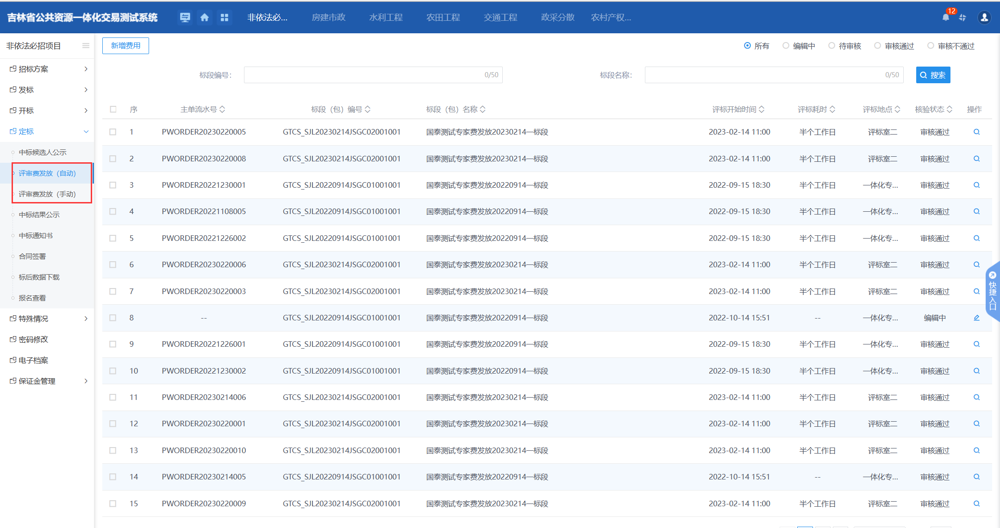 吉林省公共资源一体化交易测试系统
非依法必... 房建市政 水利工程 农田工程 交通工程 政采分散 农村产权...
12
非依法必招项目
招标方案
发标
开标
定标
中标候选人公示
评审费发放（自动）
评审费发放（手动）
中标结果公示
中标通知书
合同签署
标后数据下载
报名查看
特殊情况
密码修改
电子档案
保证金管理
新增费用
所有 编辑中 待审核 审核通过 审核不通过
标段编号： 0/50 标段名称： 0/50 搜索
序 主单流水号 标段（包）编号 标段（包）名称 评标开始时间 评标耗时 评标地点 核验状态 操作
1 PWORDER20230220005 GTCS_SJL20230214JSGC02001001 国泰测试专家费发放20230214一标段 2023-02-14 11:00 半个工作日 评标室二 审核通过
2 PWORDER20230220008 GTCS_SJL20230214JSGC02001001 国泰测试专家费发放20230214一标段 2023-02-14 11:00 半个工作日 评标室二 审核通过
3 PWORDER20221230001 GTCS_SJL20220914JSGC01001001 国泰测试专家费发放20220914一标段 2022-09-15 18:30 半个工作日 一体化专... 审核通过
4 PWORDER20221108005 GTCS_SJL20220914JSGC01001001 国泰测试专家费发放20220914一标段 2022-09-15 18:30 半个工作日 一体化专... 审核通过
5 PWORDER20221226002 GTCS_SJL20220914JSGC01001001 国泰测试专家费发放20220914一标段 2022-09-15 18:30 半个工作日 一体化专... 审核通过
6 PWORDER20230220006 GTCS_SJL20230214JSGC02001001 国泰测试专家费发放20230214一标段 2023-02-14 11:00 半个工作日 评标室二 审核通过
7 PWORDER20230220003 GTCS_SJL20230214JSGC02001001 国泰测试专家费发放20230214一标段 2023-02-14 11:00 半个工作日 评标室二 审核通过
8 -- GTCS_SJL20220914JSGC01001001 国泰测试专家费发放20220914一标段 2022-10-14 15:51 -- 一体化专... 编辑中
9 PWORDER20221226001 GTCS_SJL20220914JSGC01001001 国泰测试专家费发放20220914一标段 2022-09-15 18:30 半个工作日 一体化专... 审核通过
10 PWORDER20221230002 GTCS_SJL20220914JSGC01001001 国泰测试专家费发放20220914一标段 2022-09-15 18:30 半个工作日 一体化专... 审核通过
11 PWORDER20230214006 GTCS_SJL20230214JSGC02001001 国泰测试专家费发放20230214一标段 2023-02-14 11:00 半个工作日 评标室二 审核通过
12 PWORDER20230220001 GTCS_SJL20230214JSGC02001001 国泰测试专家费发放20230214一标段 2023-02-14 11:00 半个工作日 评标室二 审核通过
13 PWORDER20230220010 GTCS_SJL20230214JSGC02001001 国泰测试专家费发放20230214一标段 2023-02-14 11:00 半个工作日 评标室二 审核通过
14 PWORDER20230214005 GTCS_SJL20220914JSGC01001001 国泰测试专家费发放20220914一标段 2022-10-14 15:51 -- 一体化专... 审核通过
15 PWORDER20230220009 GTCS_SJL20230214JSGC02001001 国泰测试专家费发放20230214一标段 2023-02-14 11:00 半个工作日 评标室二 审核通过
快捷入口